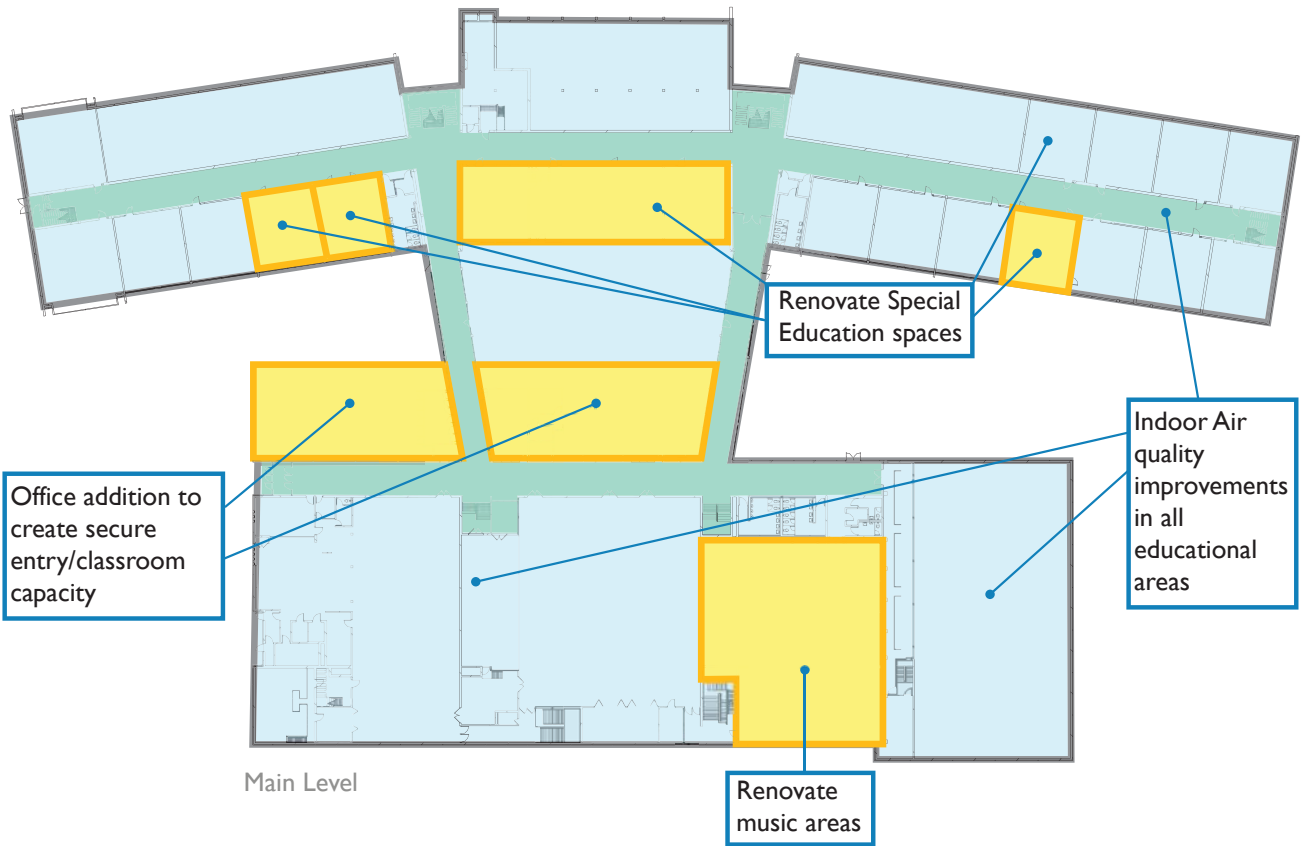 Renovate Special
Education spaces
Indoor Air
quality
improvements
in all
educational
areas
Office addition to
create secure
entry/classroom
capacity
Main Level
Renovate
music areas